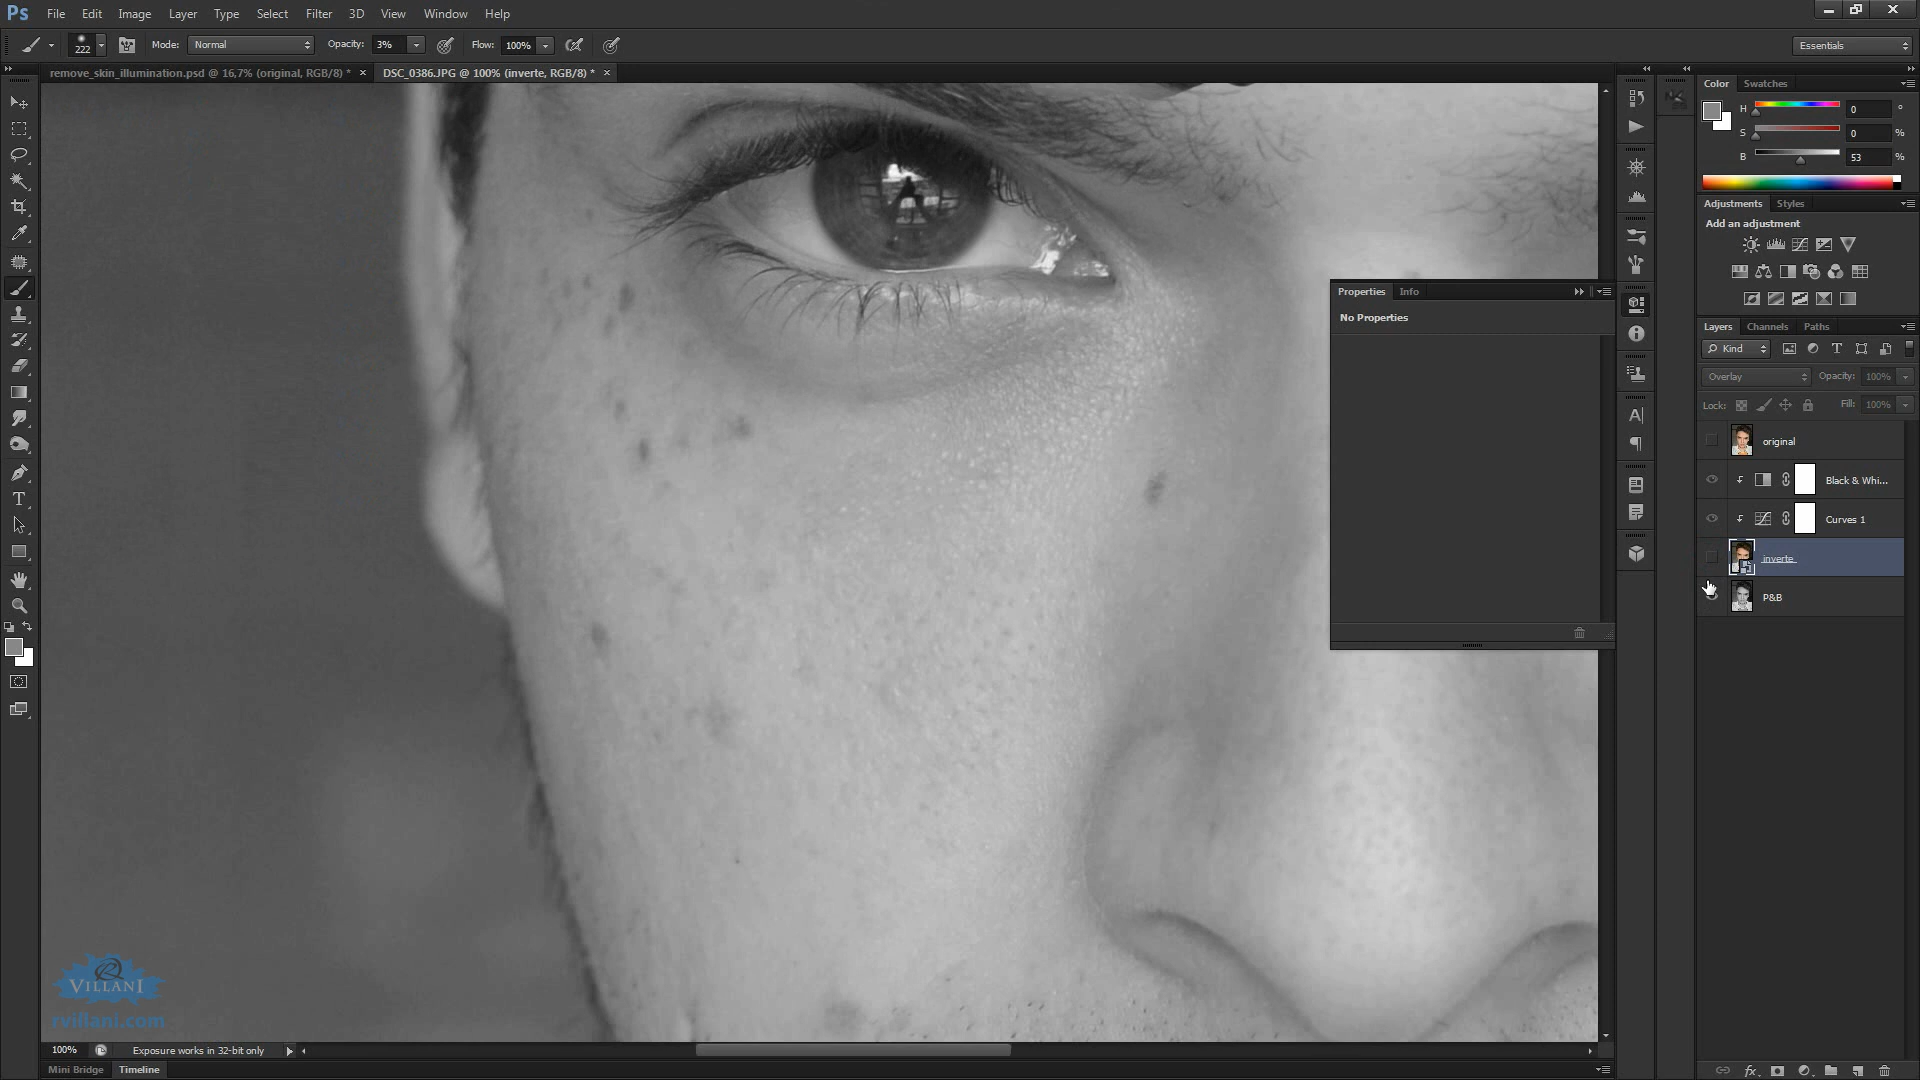 Ps File Edit Image Layer Type Select Filter 3D View Window Help
222 Mode: Normal Opacity: 3% Flow: 100% Essentials
remove_skin_illumination.psd @ 16,7% (original, RGB/8) * × DSC_0386.JPG @ 100% (inverte, RGB/8) * ×
Color Swatches
H 0 °
S 0 %
B 53 %
Adjustments Styles
Add an adjustment
Properties Info
No Properties
Layers Channels Paths
Kind
Overlay Opacity: 100%
Lock: Fill: 100%
original
Black & Whi...
Curves 1
inverte
P&B
VILLANI
rvillani.com
100% Exposure works in 32-bit only
Mini Bridge Timeline